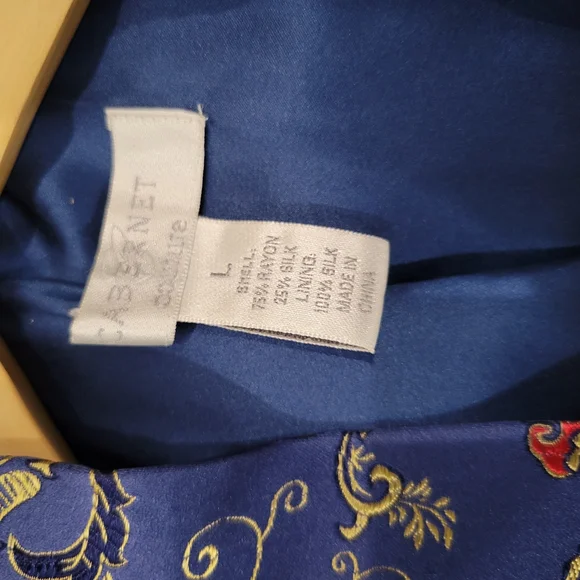 CABERNET
couture
L.
SHELL:
75% RAYON
25% SILK
LINING:
100% SILK
MADE IN
CHINA